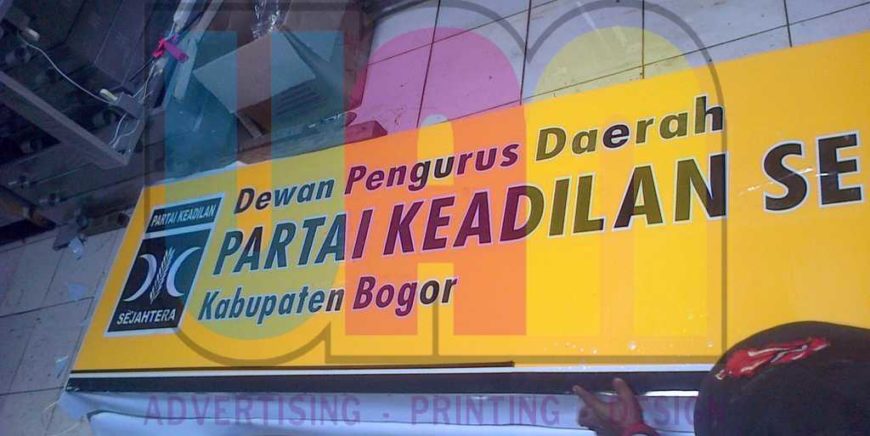 Dewan Pengurus Daerah
PARTAI KEADILAN SE
Kabupaten Bogor
PARTAI KEADILAN
SEJAHTERA
ADVERTISING - PRINTING - DESIGN